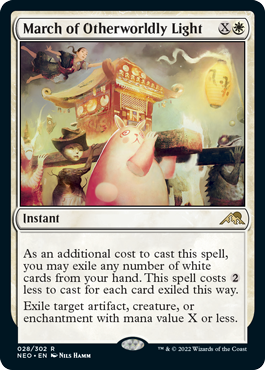 March of Otherworldly Light X
Instant
As an additional cost to cast this spell,
you may exile any number of white
cards from your hand. This spell costs 2
less to cast for each card exiled this way.
Exile target artifact, creature, or
enchantment with mana value X or less.
028/302 R
NEO • EN Nils Hamm
™ & © 2022 Wizards of the Coast